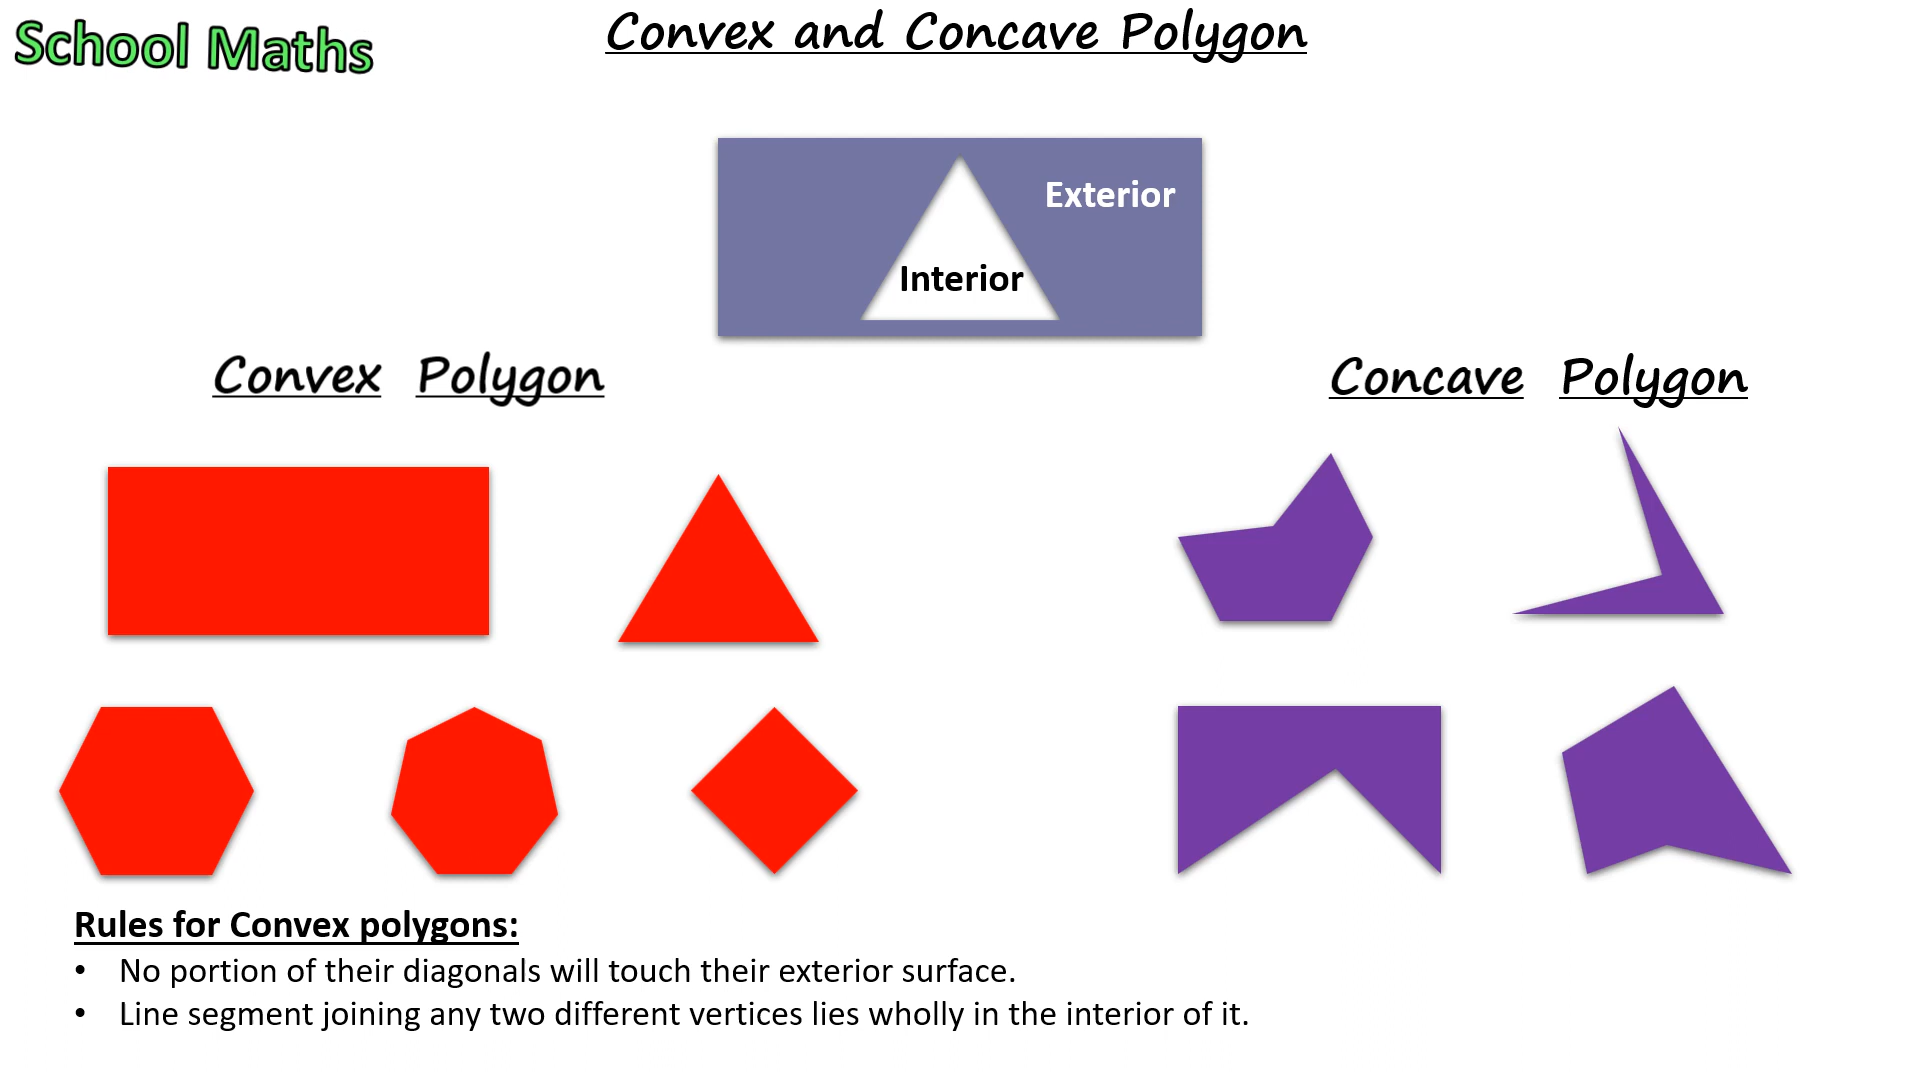 School Maths
Convex and Concave Polygon
Exterior
Interior
Convex Polygon
Concave Polygon
Rules for Convex polygons:
• No portion of their diagonals will touch their exterior surface.
• Line segment joining any two different vertices lies wholly in the interior of it.